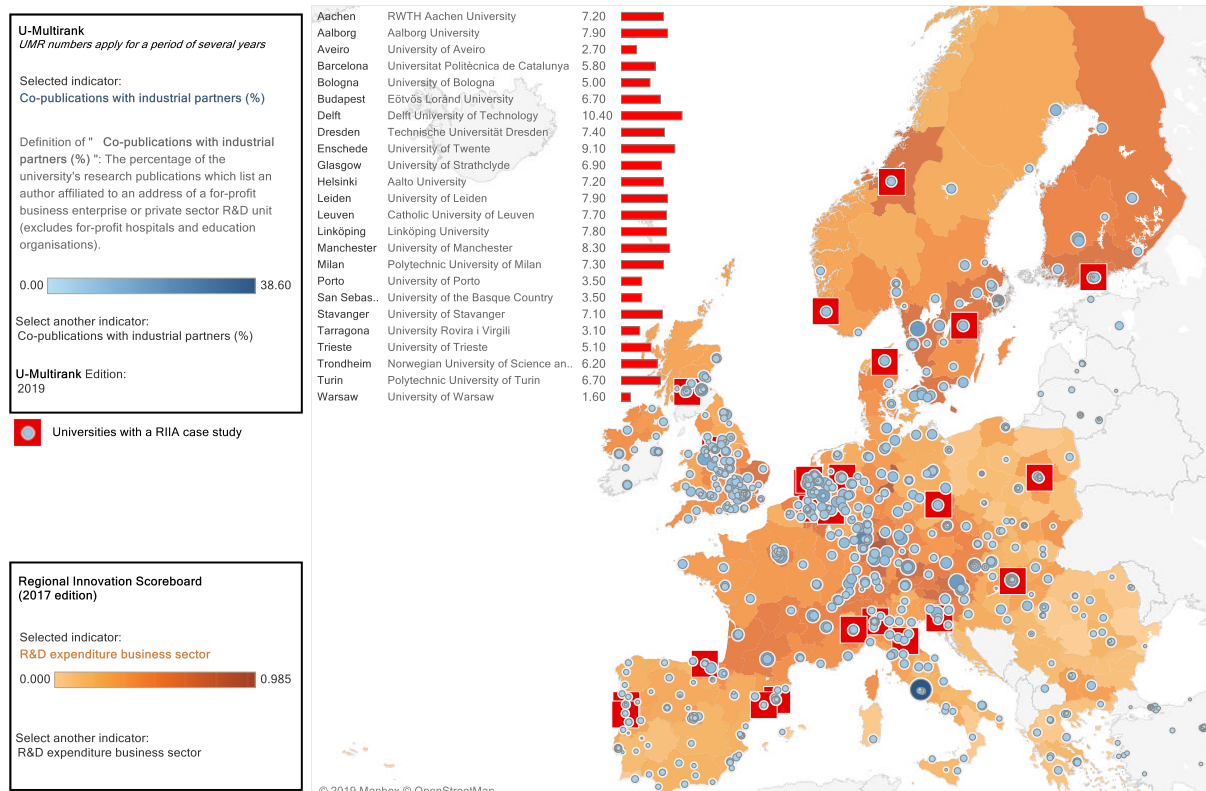 U-Multirank
UMR numbers apply for a period of several years
Selected indicator:
Co-publications with industrial partners (%)
Definition of " Co-publications with industrial
partners (%) ": The percentage of the
university's research publications which list an
author affiliated to an address of a for-profit
business enterprise or private sector R&D unit
(excludes for-profit hospitals and education
organisations).
0.00 38.60
Select another indicator:
Co-publications with industrial partners (%)
U-Multirank Edition:
2019
Universities with a RIIA case study
Regional Innovation Scoreboard
(2017 edition)
Selected indicator:
R&D expenditure business sector
0.000 0.985
Select another indicator:
R&D expenditure business sector
Aachen RWTH Aachen University 7.20
Aalborg Aalborg University 7.90
Aveiro University of Aveiro 2.70
Barcelona Universitat Politècnica de Catalunya 5.80
Bologna University of Bologna 5.00
Budapest Eötvös Loránd University 6.70
Delft Delft University of Technology 10.40
Dresden Technische Universität Dresden 7.40
Enschede University of Twente 9.10
Glasgow University of Strathclyde 6.90
Helsinki Aalto University 7.20
Leiden University of Leiden 7.90
Leuven Catholic University of Leuven 7.70
Linköping Linköping University 7.80
Manchester University of Manchester 8.30
Milan Polytechnic University of Milan 7.30
Porto University of Porto 3.50
San Sebas.. University of the Basque Country 3.50
Stavanger University of Stavanger 7.10
Tarragona University Rovira i Virgili 3.10
Trieste University of Trieste 5.10
Trondheim Norwegian University of Science an.. 6.20
Turin Polytechnic University of Turin 6.70
Warsaw University of Warsaw 1.60
© 2019 Mapbox © OpenStreetMap